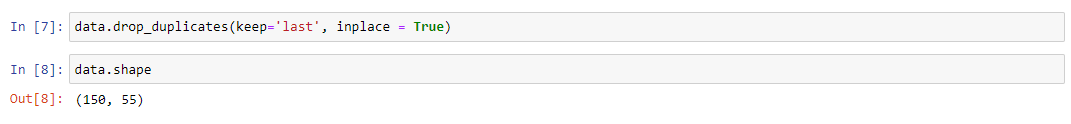 In [7]: data.drop_duplicates(keep='last', inplace = True)
In [8]: data.shape
Out[8]: (150, 55)